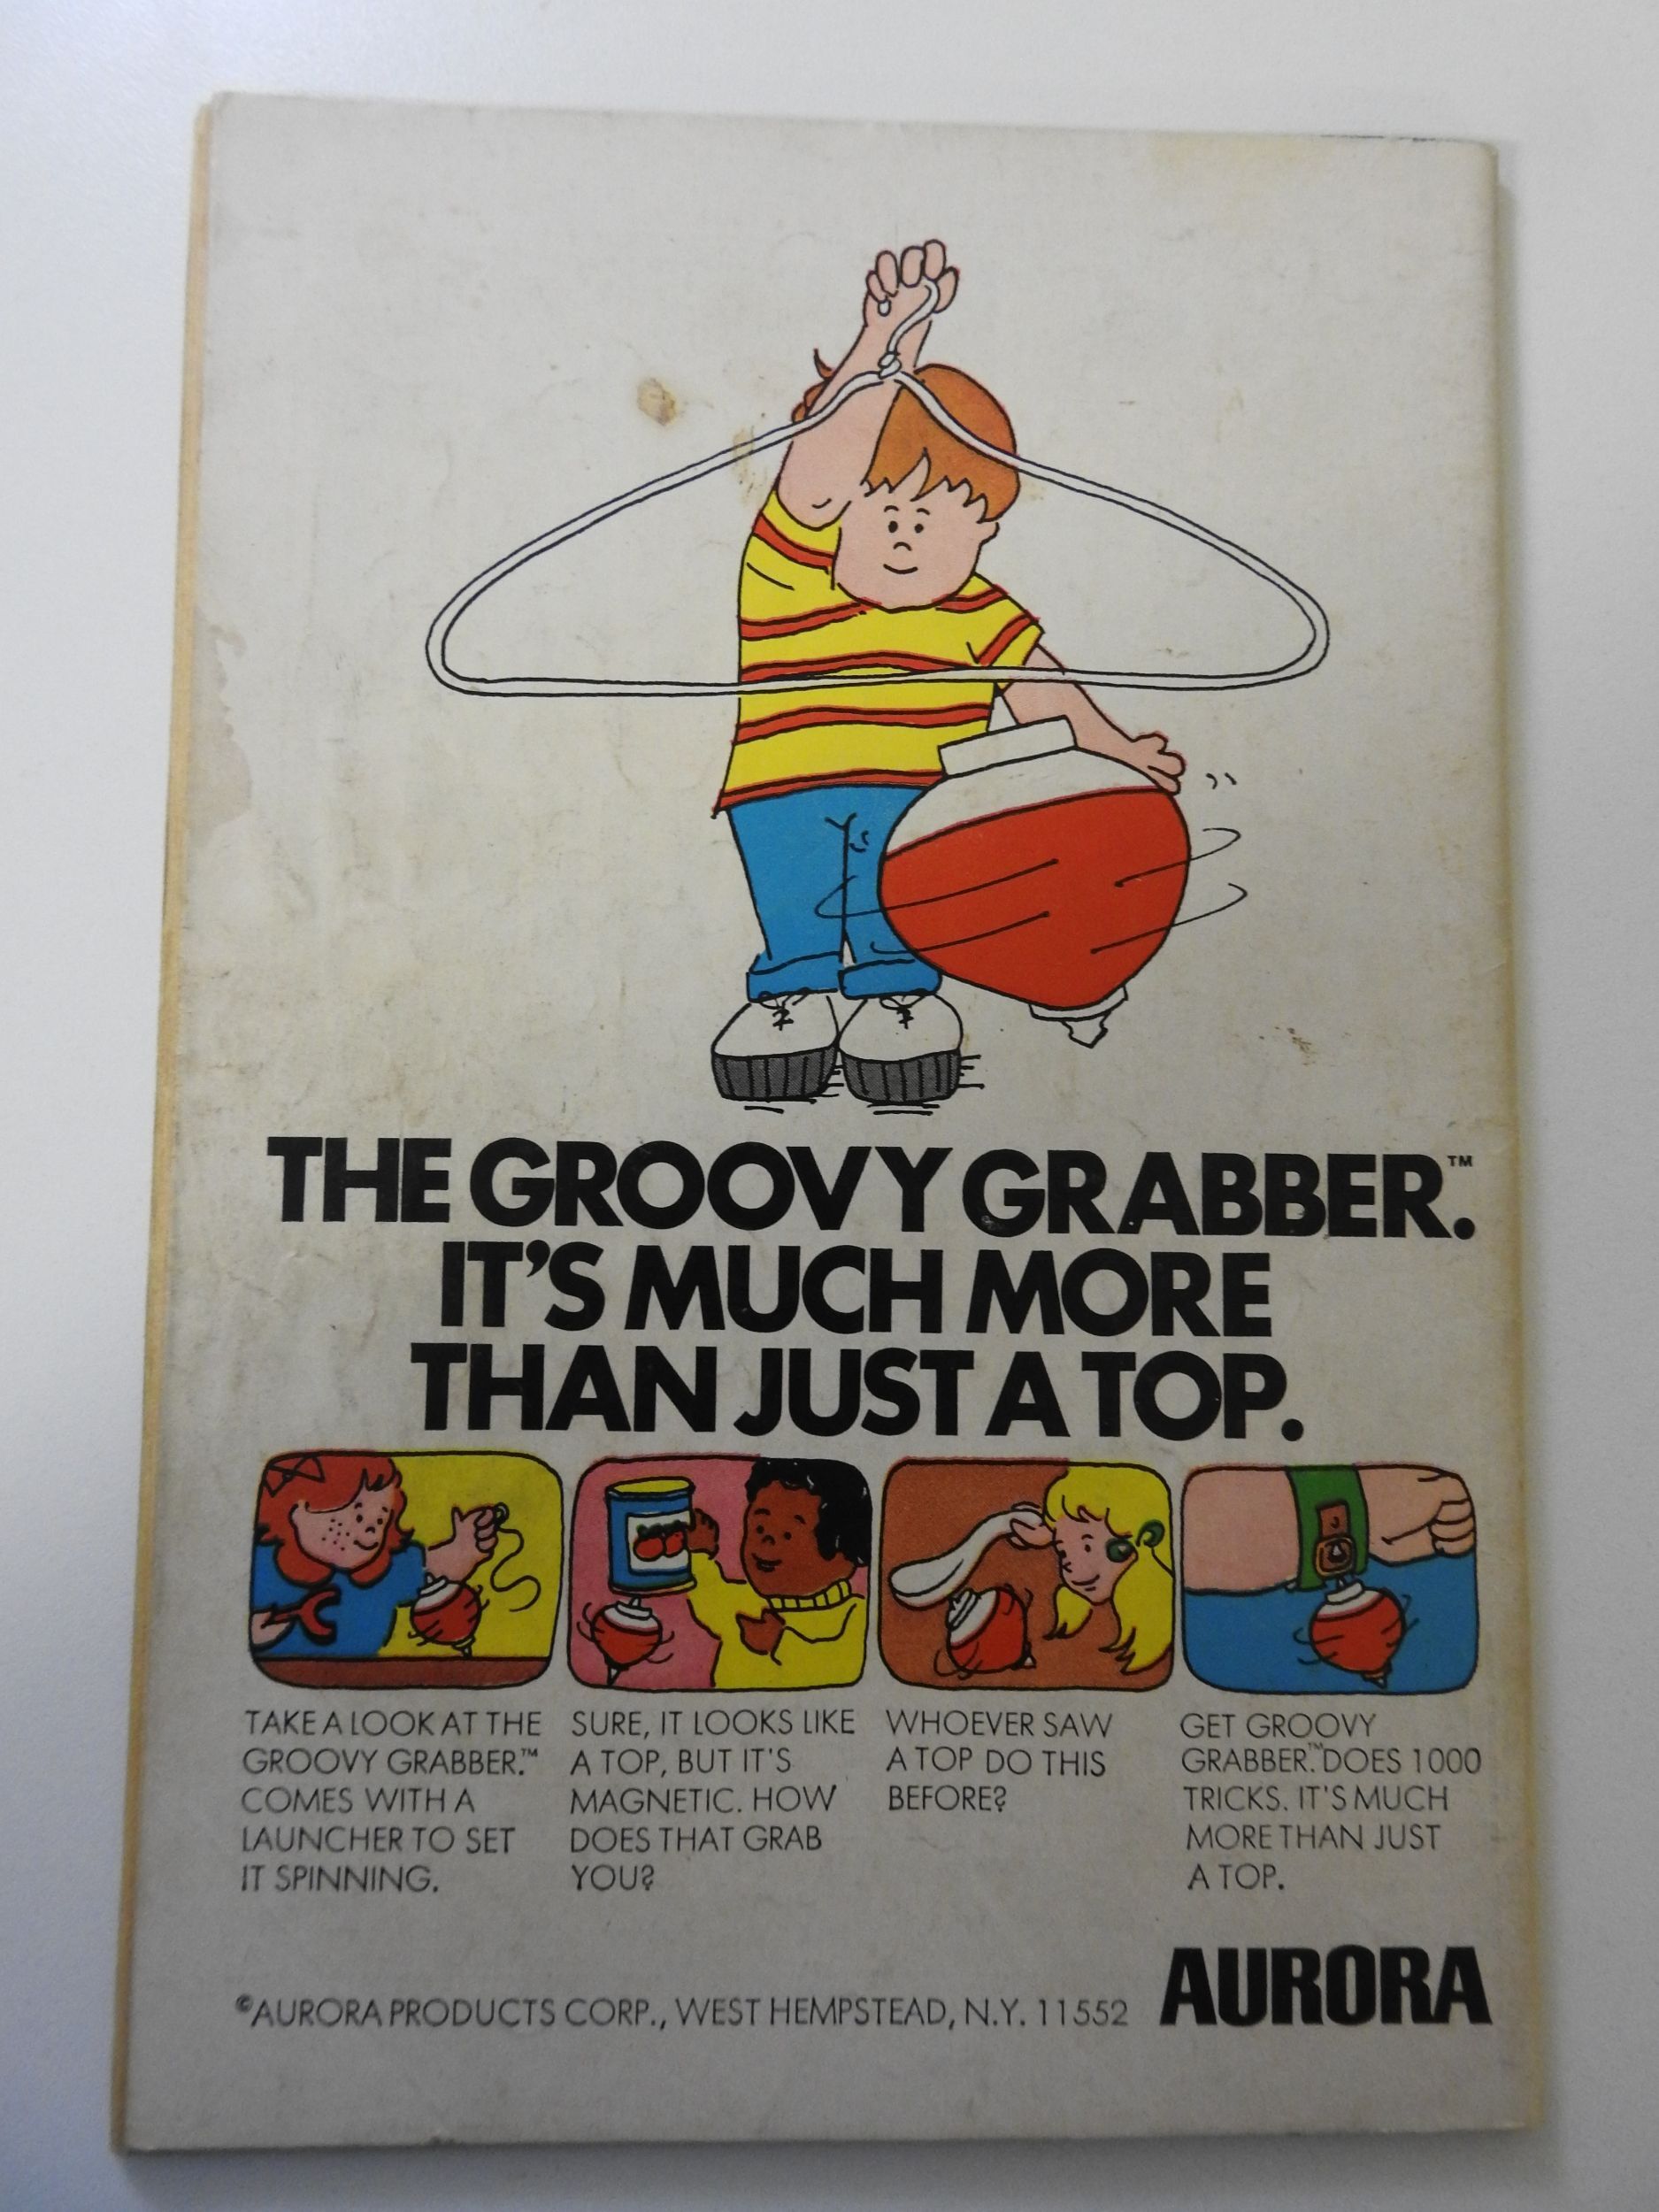 THE GROOVY GRABBER.™
IT'S MUCH MORE
THAN JUST A TOP.
TAKE A LOOK AT THE
GROOVY GRABBER.™
COMES WITH A
LAUNCHER TO SET
IT SPINNING.
SURE, IT LOOKS LIKE
A TOP, BUT IT'S
MAGNETIC. HOW
DOES THAT GRAB
YOU?
WHOEVER SAW
A TOP DO THIS
BEFORE?
GET GROOVY
GRABBER.™ DOES 1000
TRICKS. IT'S MUCH
MORE THAN JUST
A TOP.
©AURORA PRODUCTS CORP., WEST HEMPSTEAD, N.Y. 11552
AURORA